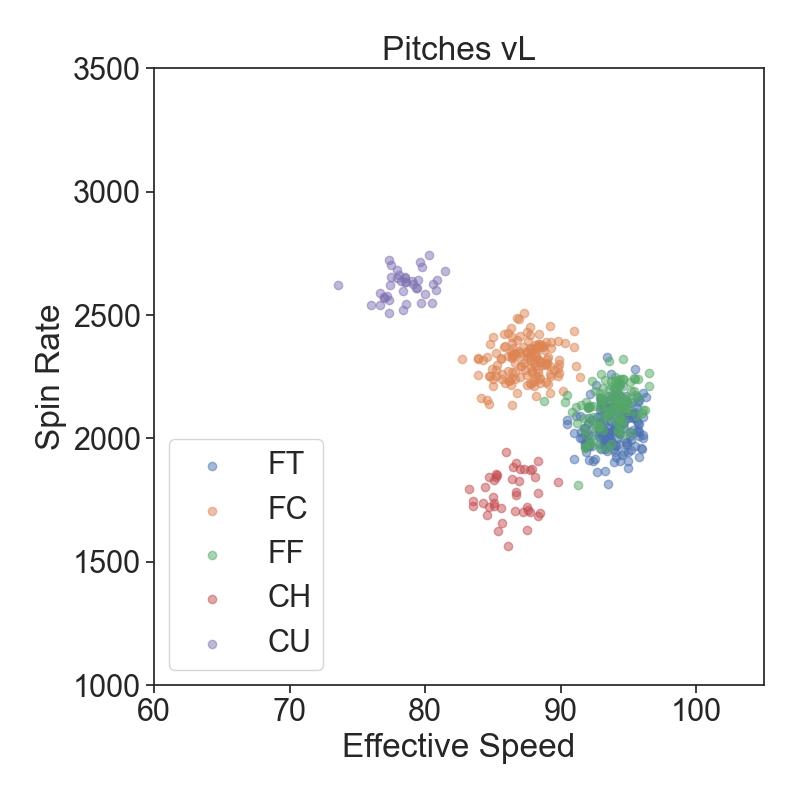 Pitches vL
3500
3000
2500
2000
1500
1000
Spin Rate
FT
FC
FF
CH
CU
60 70 80 90 100
Effective Speed